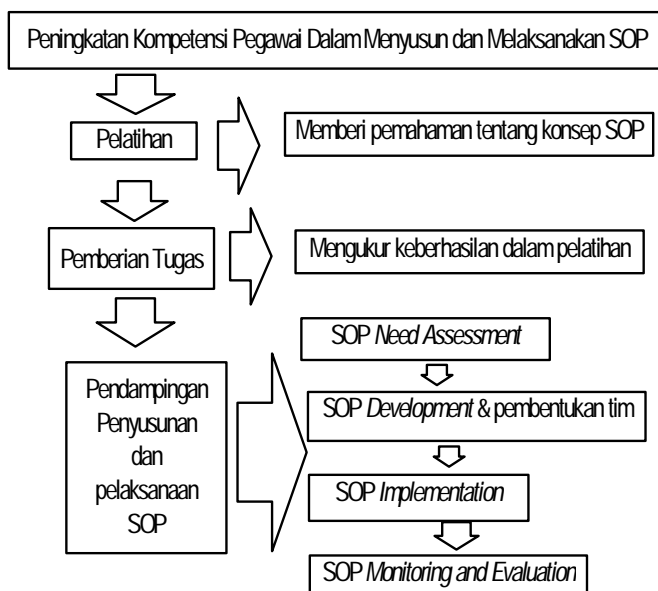 Peningkatan Kompetensi Pegawai Dalam Menyusun dan Melaksanakan SOP
Pelatihan
Memberi pemahaman tentang konsep SOP
Pemberian Tugas
Mengukur keberhasilan dalam pelatihan
Pendampingan
Penyusunan
dan
pelaksanaan
SOP
SOP Need Assessment
SOP Development & pembentukan tim
SOP Implementation
SOP Monitoring and Evaluation